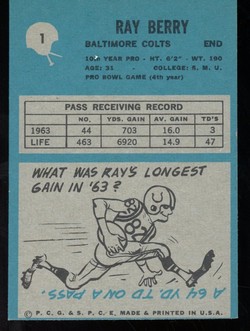 1
RAY BERRY
BALTIMORE COLTS END
10th YEAR PRO - HT. 6'2" - WT. 190
AGE: 31 - COLLEGE: S. M. U.
PRO BOWL GAME (4th year)
PASS RECEIVING RECORD
NO. YDS. GAIN AV. GAIN TD'S
1963 44 703 16.0 3
LIFE 463 6920 14.9 47
WHAT WAS RAY'S LONGEST
GAIN IN '63?
A 64 YD. TD ON A PASS.
© P. C. G. & S. P. C. MADE & PRINTED IN U.S.A.